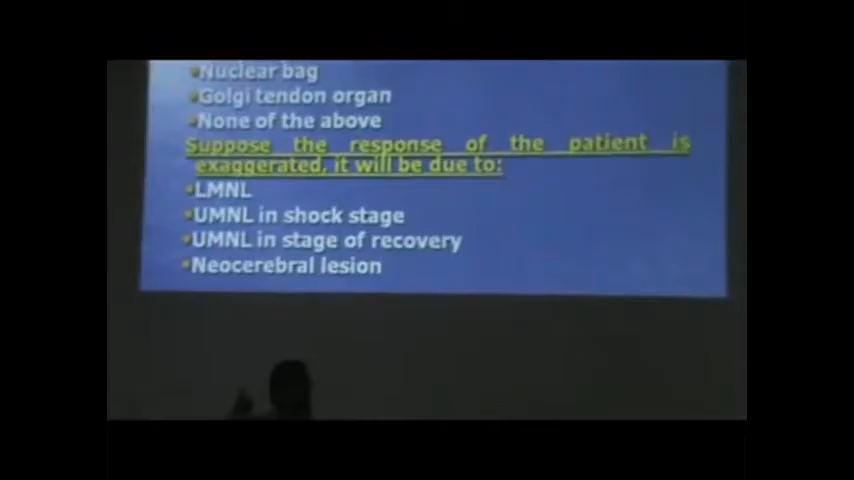 •Nuclear bag
•Golgi tendon organ
•None of the above
Suppose the response of the patient is
exaggerated, it will be due to:
•LMNL
•UMNL in shock stage
•UMNL in stage of recovery
•Neocerebral lesion